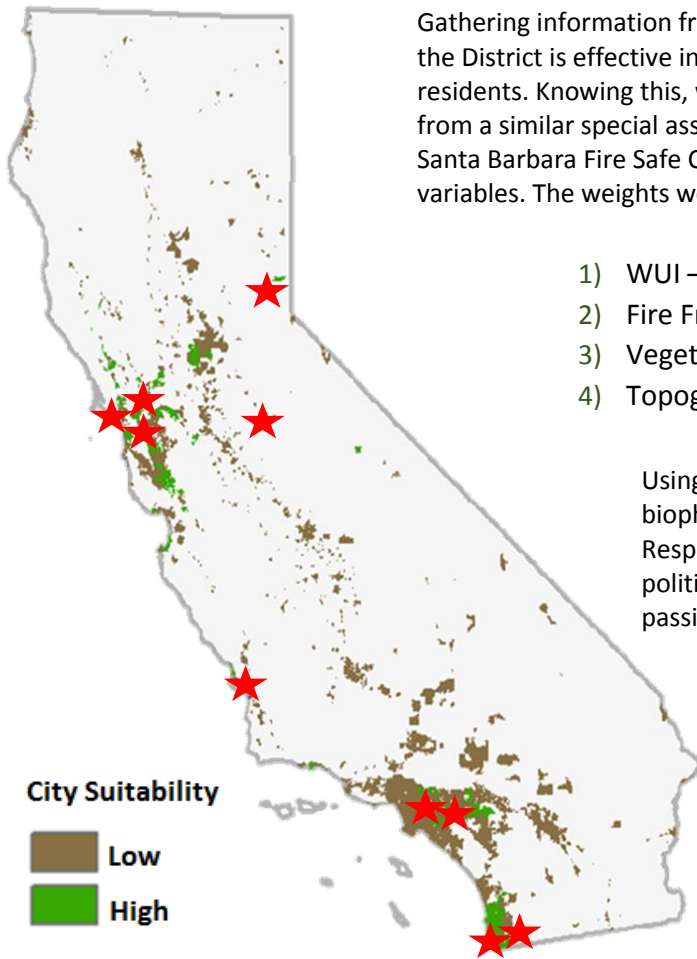 Gathering information fr
the District is effective in
residents. Knowing this,
from a similar special ass
Santa Barbara Fire Safe
variables. The weights
1) WUI –
2) Fire Fr
3) Veget
4) Topog
Using
bioph
Resp
politi
passi
City Suitability
Low
High